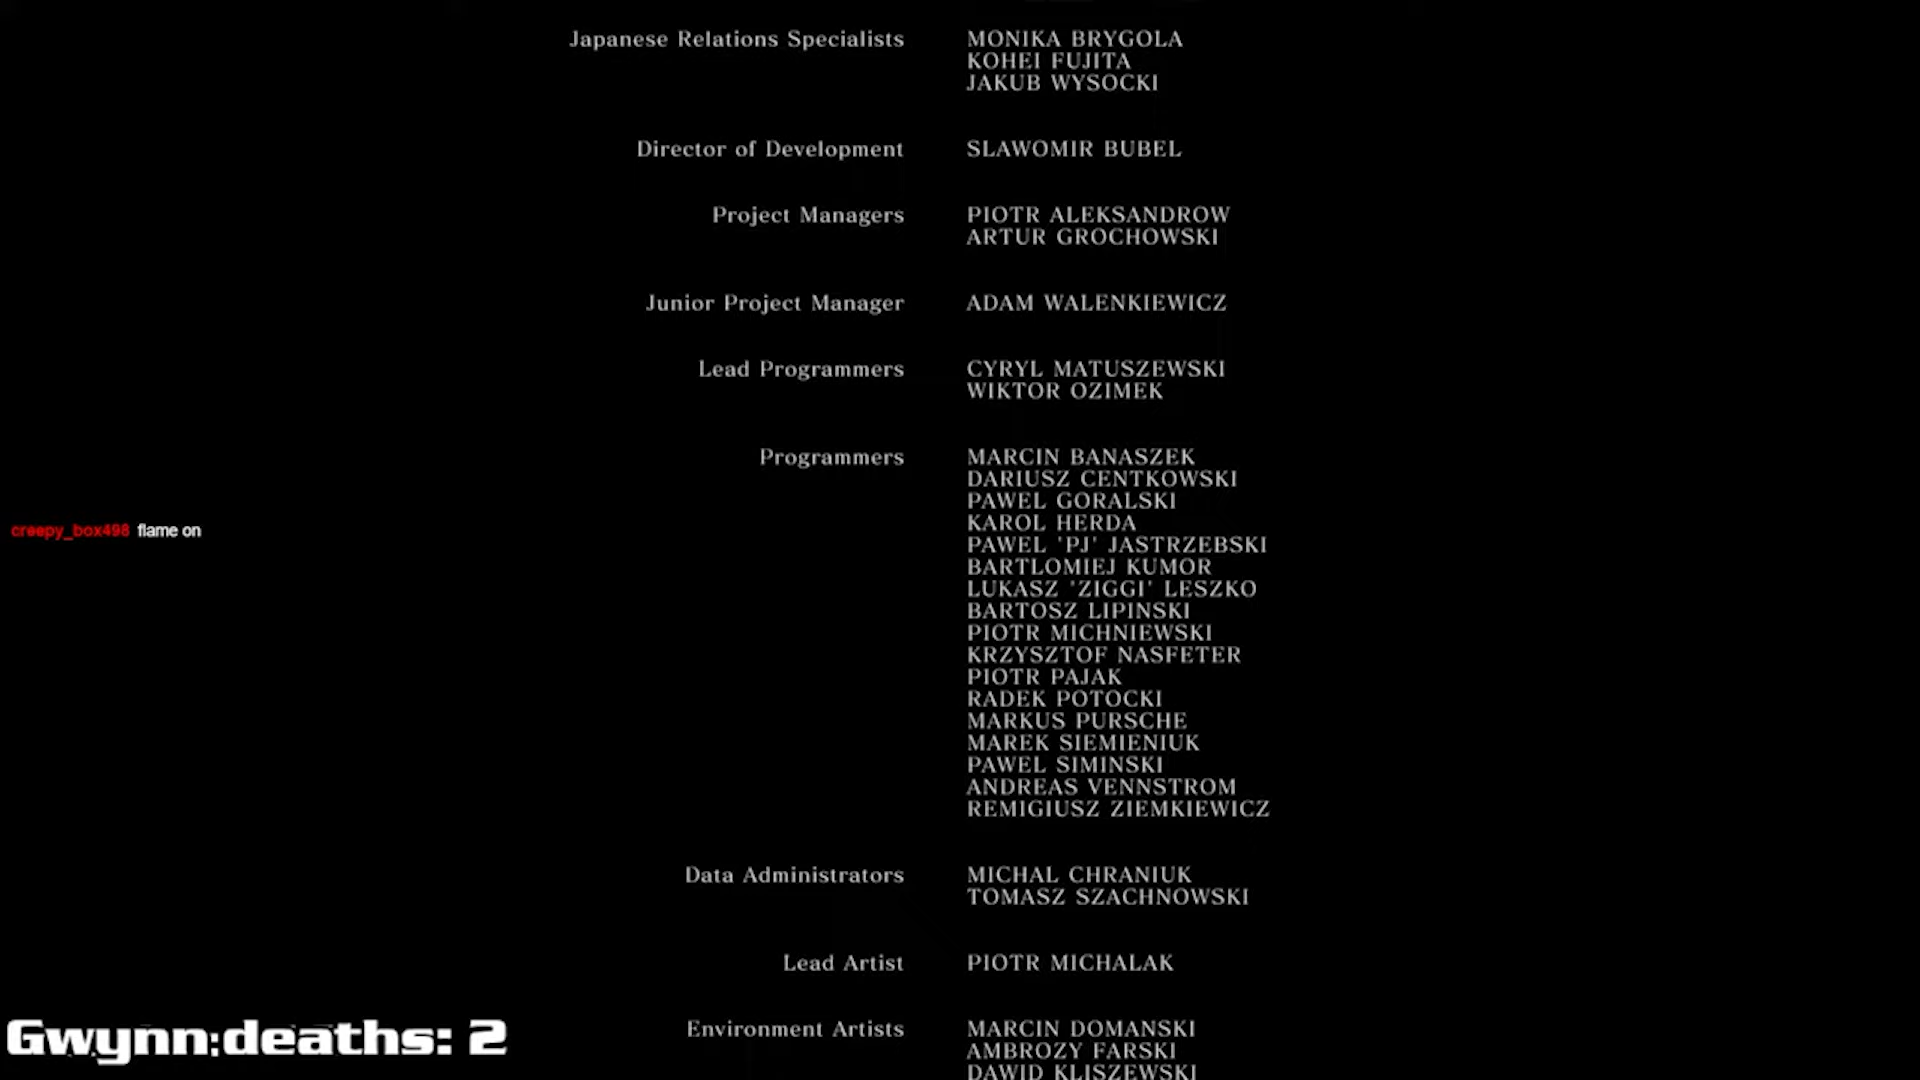 Japanese Relations Specialists MONIKA BRYGOLA
KOHEI FUJITA
JAKUB WYSOCKI
Director of Development SLAWOMIR BUBEL
Project Managers PIOTR ALEKSANDROW
ARTUR GROCHOWSKI
Junior Project Manager ADAM WALENKIEWICZ
Lead Programmers CYRYL MATUSZEWSKI
WIKTOR OZIMEK
Programmers MARCIN BANASZEK
DARIUSZ CENTKOWSKI
PAWEL GORALSKI
KAROL HERDA
creepy_box498 flame on
PAWEL 'PJ' JASTRZEBSKI
BARTLOMIEJ KUMOR
LUKASZ 'ZIGGI' LESZKO
BARTOSZ LIPINSKI
PIOTR MICHNIEWSKI
KRZYSZTOF NASFETER
PIOTR PAJAK
RADEK POTOCKI
MARKUS PURSCHE
MAREK SIEMIENIUK
PAWEL SIMINSKI
ANDREAS VENNSTROM
REMIGIUSZ ZIEMKIEWICZ
Data Administrators MICHAL CHRANIUK
TOMASZ SZACHNOWSKI
Lead Artist PIOTR MICHALAK
Environment Artists MARCIN DOMANSKI
AMBROZY FARSKI
DAWID KLISZEWSKI
Gwynn:deaths: 2